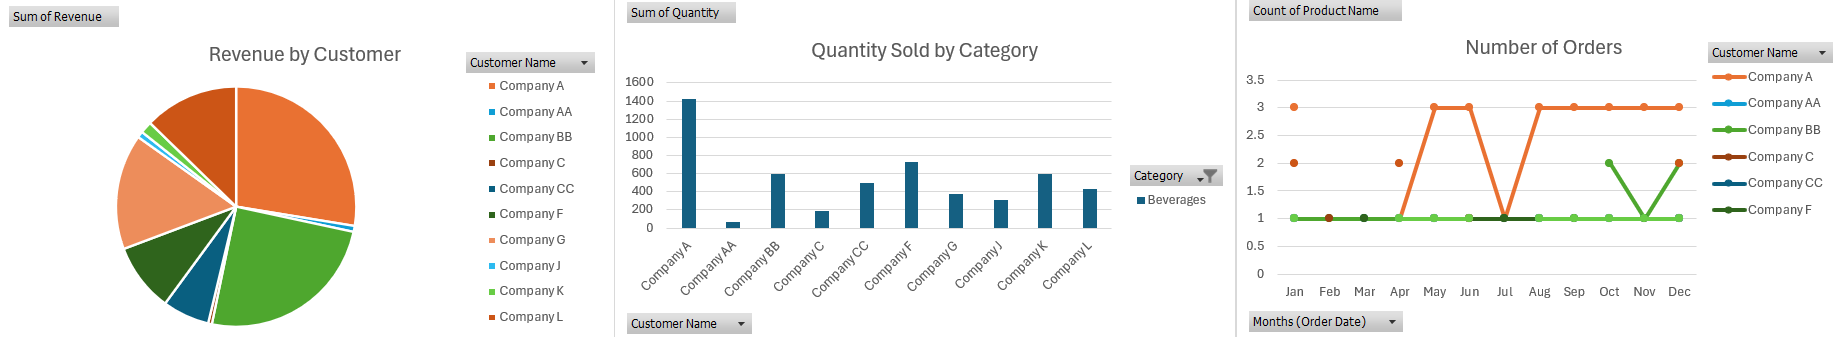 Sum of Revenue
Revenue by Customer
Customer Name
Company A
Company AA
Company BB
Company C
Company CC
Company F
Company G
Company J
Company K
Company L
Sum of Quantity
Quantity Sold by Category
1600
1400
1200
1000
800
600
400
200
0
Company A
Company AA
Company BB
Company C
Company CC
Company F
Company G
Company J
Company K
Company L
Category
Beverages
Customer Name
Count of Product Name
Number of Orders
3.5
3
2.5
2
1.5
1
0.5
0
Jan Feb Mar Apr May Jun Jul Aug Sep Oct Nov Dec
Customer Name
Company A
Company AA
Company BB
Company C
Company CC
Company F
Months (Order Date)